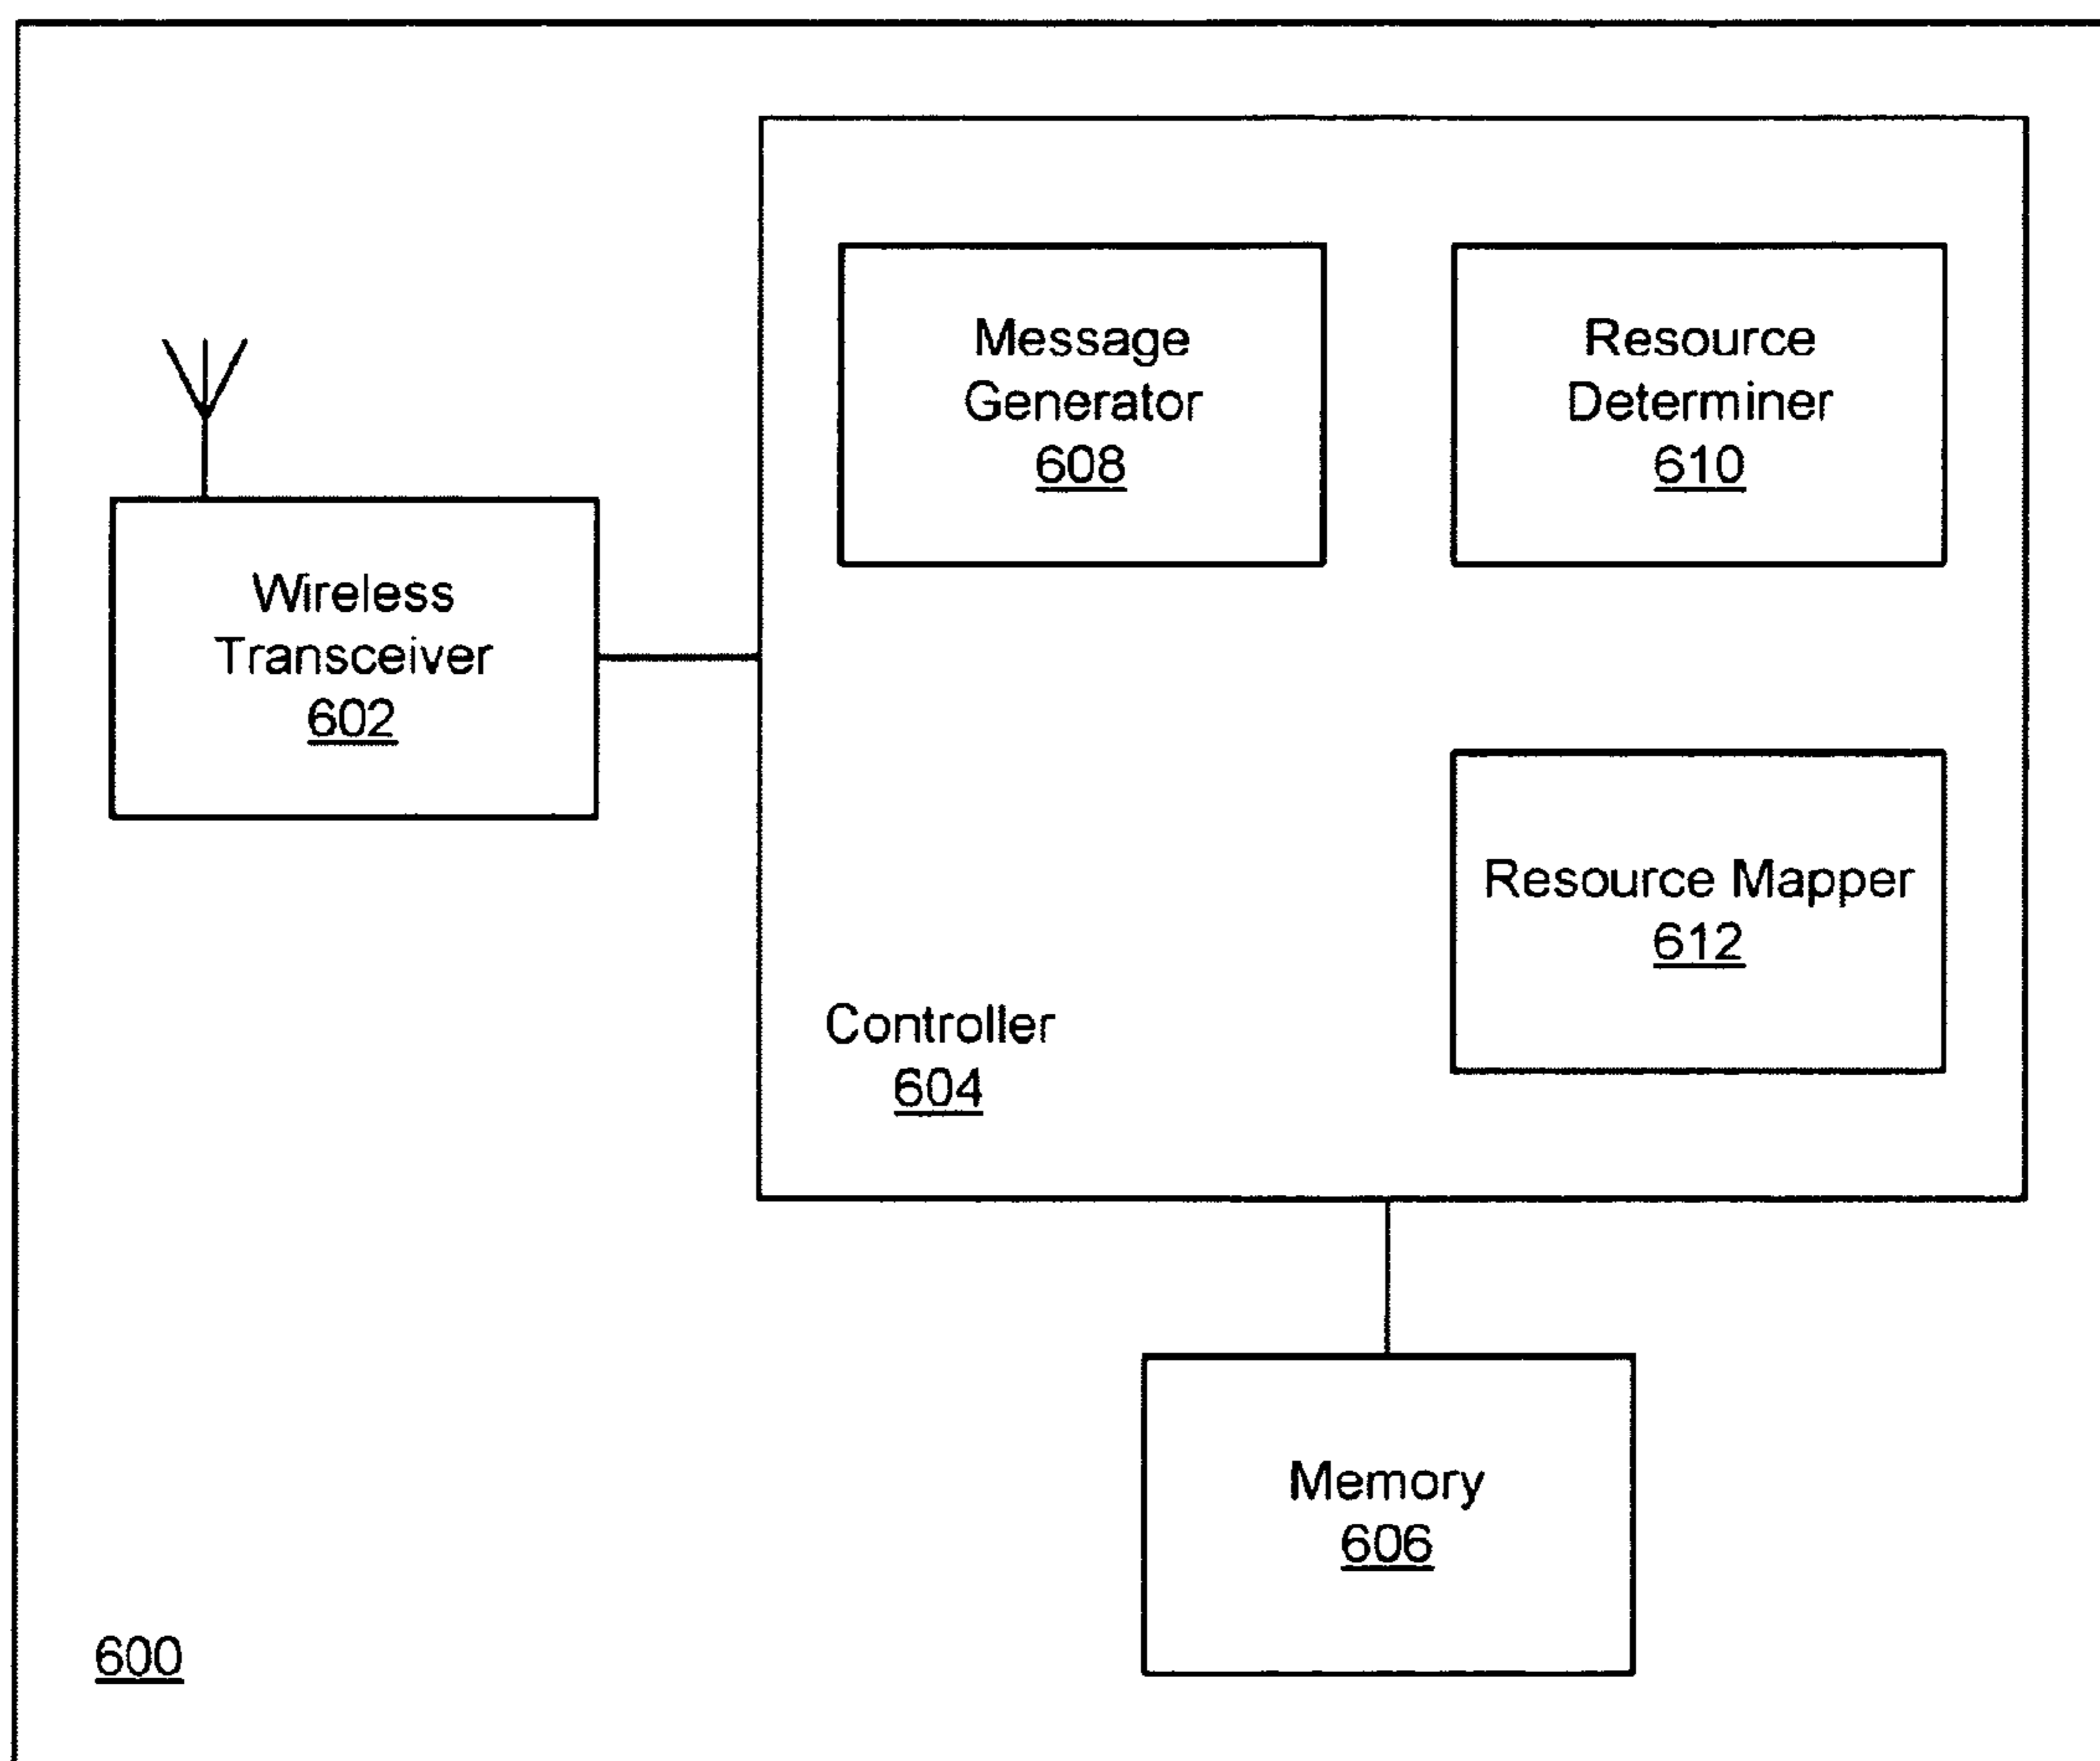 Message
Generator
608
Resource
Determiner
610
Wireless
Transceiver
602
Resource Mapper
612
Controller
604
Memory
606
600